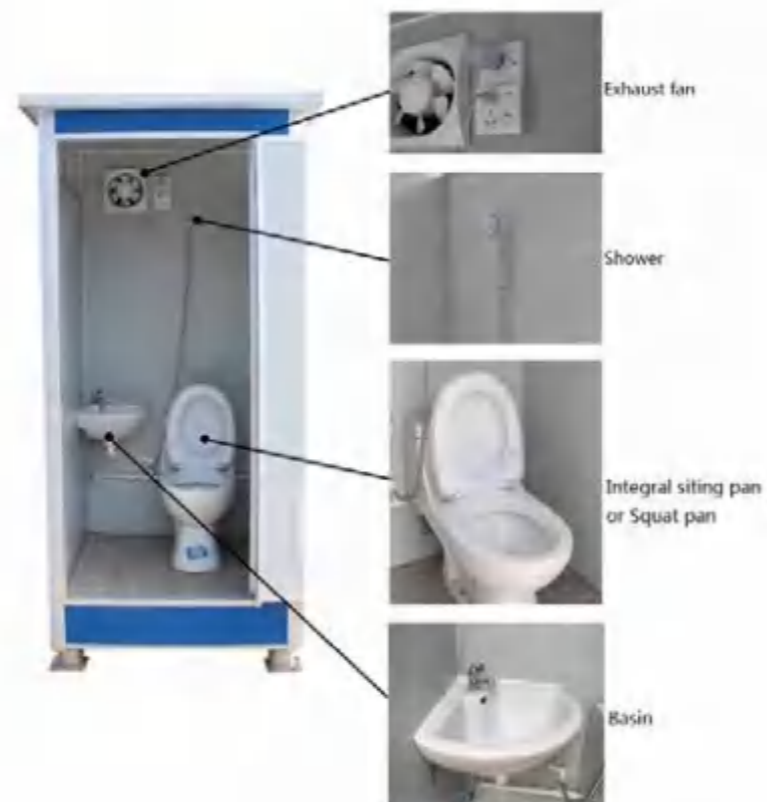 Exhaust fan
Shower
Integral siting pan
or Squat pan
Basin